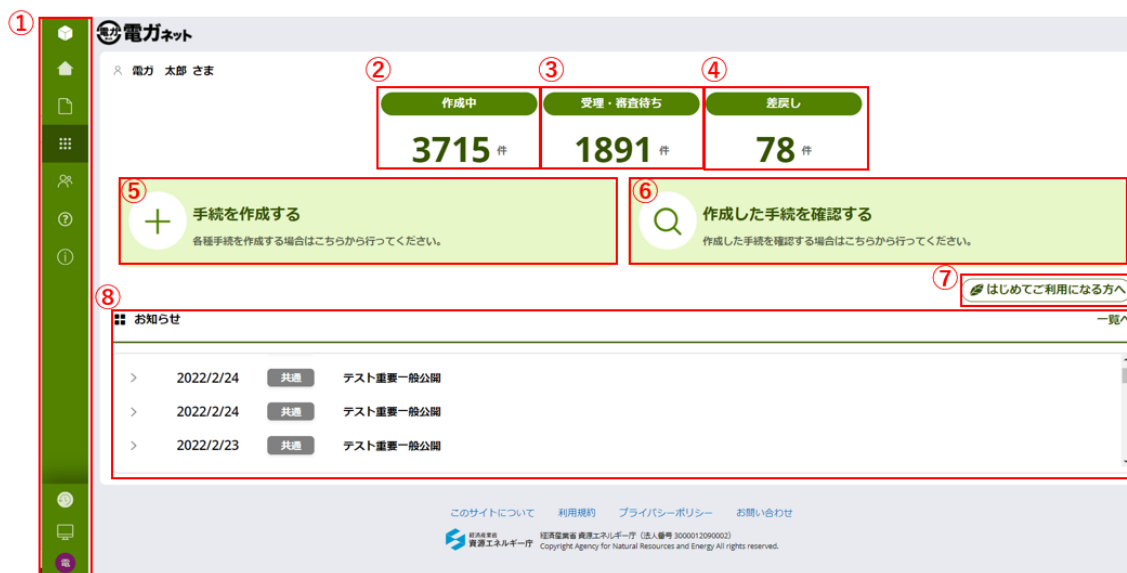 ①
電ガ 電ガネット
電ガ 太郎 さま
② ③ ④
作成中 受理・審査待ち 差戻し
3715 件 1891 件 78 件
⑤ ⑥
手続を作成する
各種手続を作成する場合はこちらから行ってください。
作成した手続を確認する
作成した手続を確認する場合はこちらから行ってください。
⑦
はじめてご利用になる方へ
⑧
お知らせ 一覧へ
2022/2/24 共通 テスト重要一般公開
2022/2/24 共通 テスト重要一般公開
2022/2/23 共通 テスト重要一般公開
このサイトについて 利用規約 プライバシーポリシー お問い合わせ
経済産業省
資源エネルギー庁
経済産業省 資源エネルギー庁（法人番号 3000012090002）
Copyright Agency for Natural Resources and Energy All rights reserved.
電